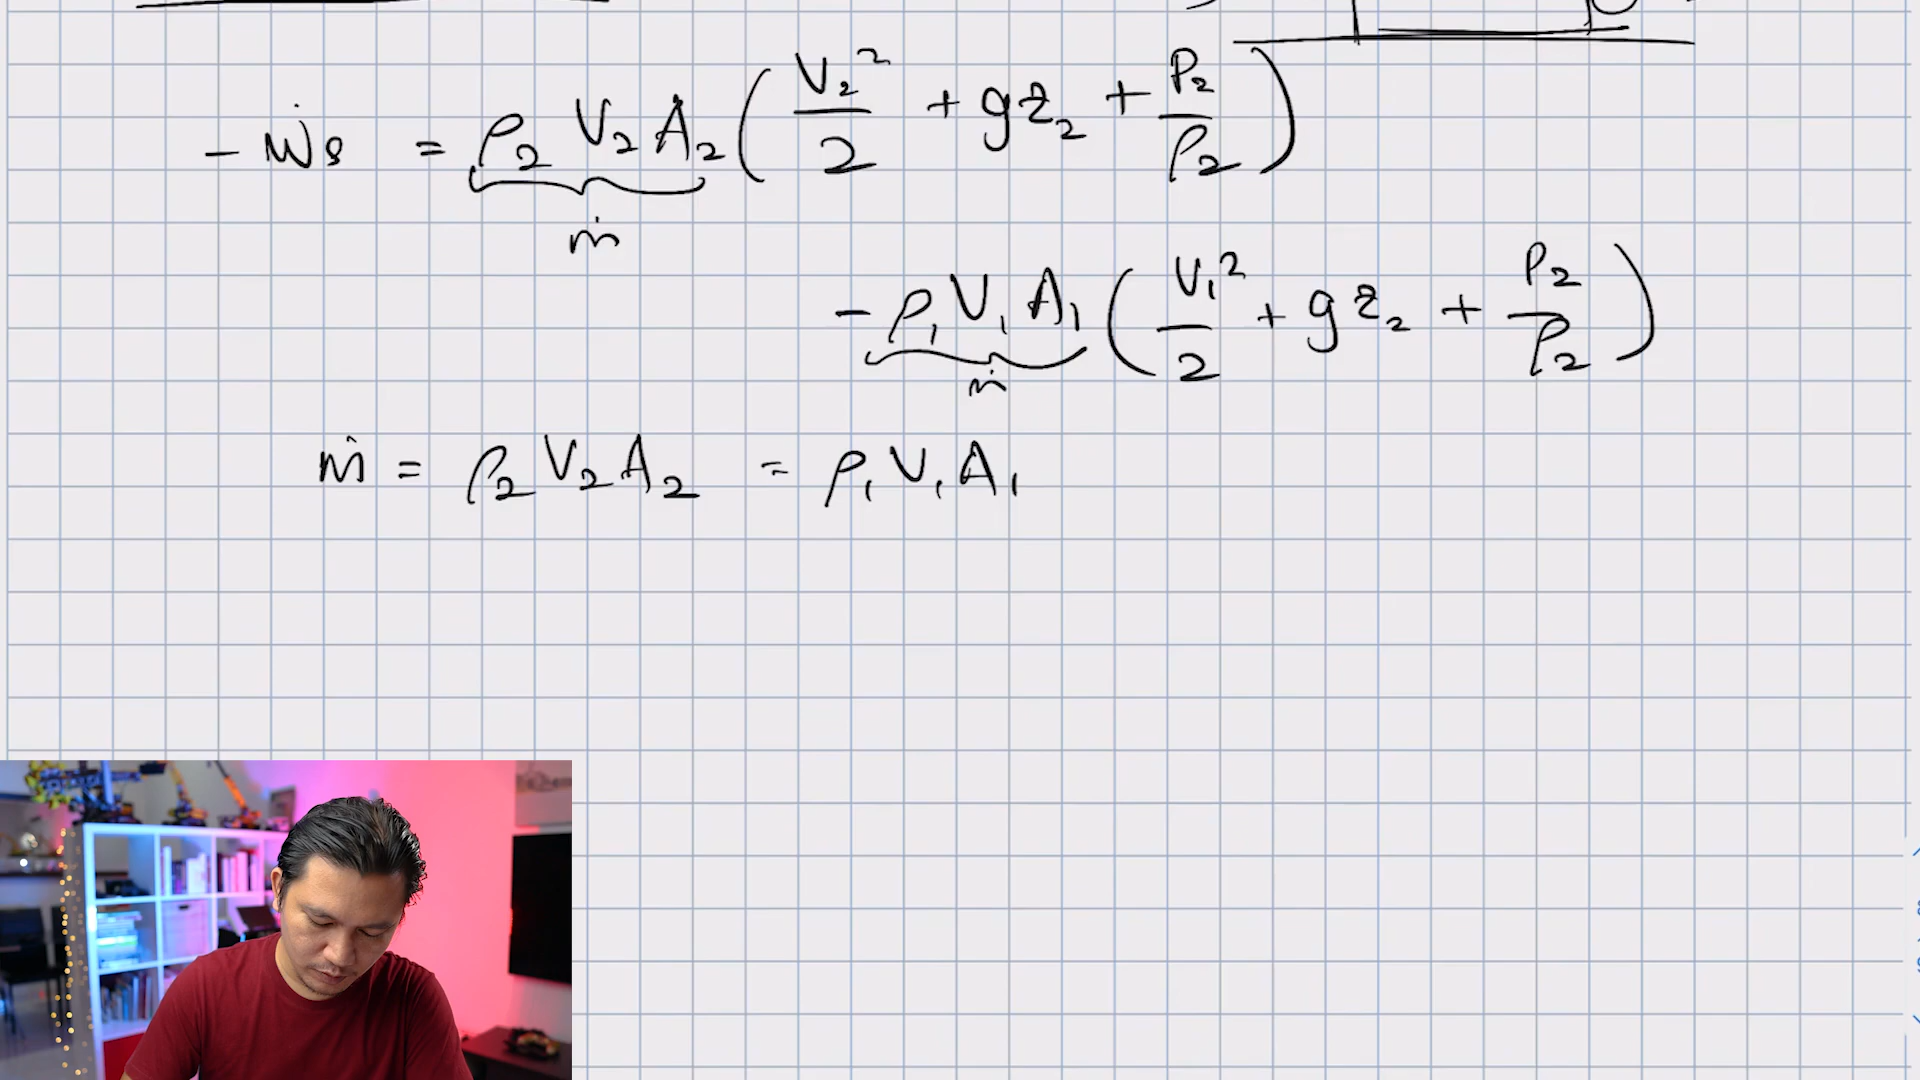 - Ẇs = ρ₂ V₂ A₂ ( V₂²/2 + gz₂ + P₂/ρ₂ )
ṁ
- ρ₁ V₁ A₁ ( V₁²/2 + gz₂ + P₂/ρ₂ )
ṁ
ṁ = ρ₂ V₂ A₂ = ρ₁ V₁ A₁